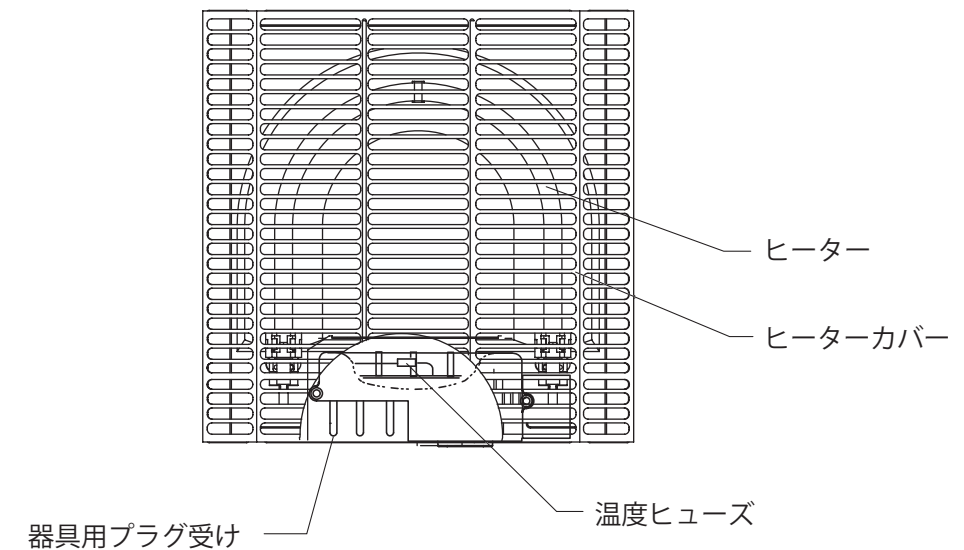 ヒーター
ヒーターカバー
温度ヒューズ
器具用プラグ受け